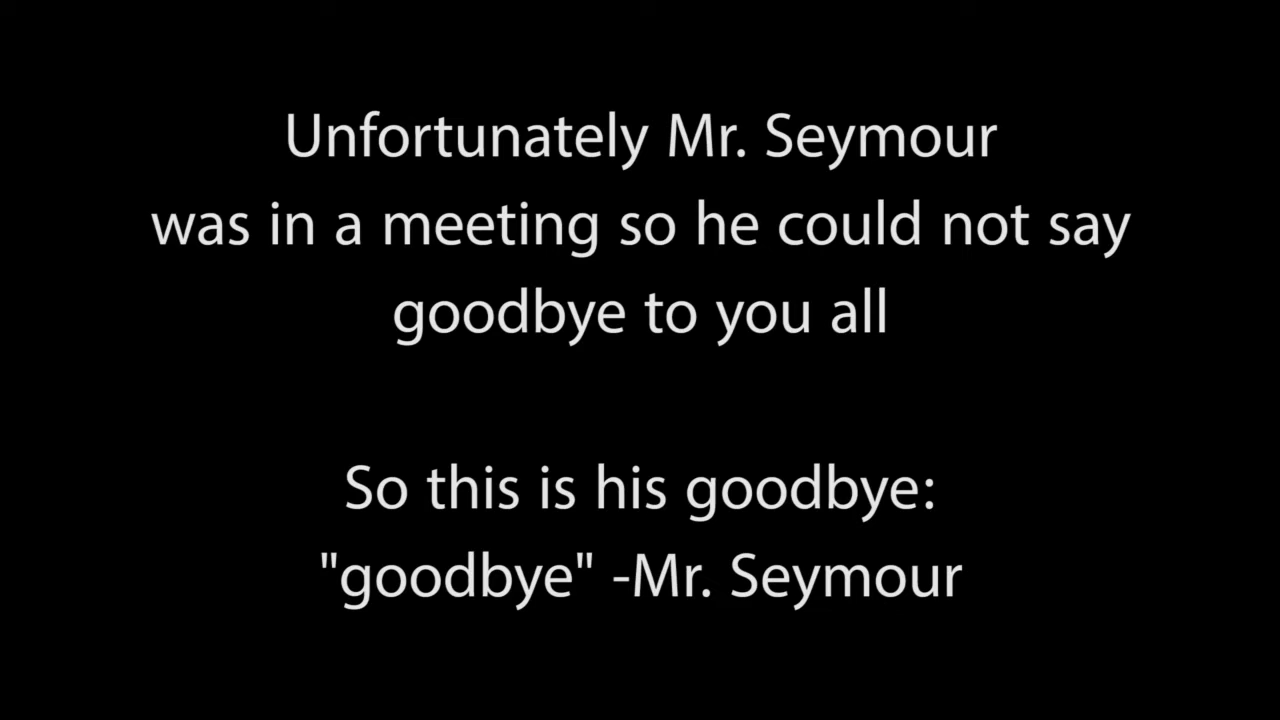 Unfortunately Mr. Seymour
was in a meeting so he could not say
goodbye to you all
So this is his goodbye:
"goodbye" -Mr. Seymour